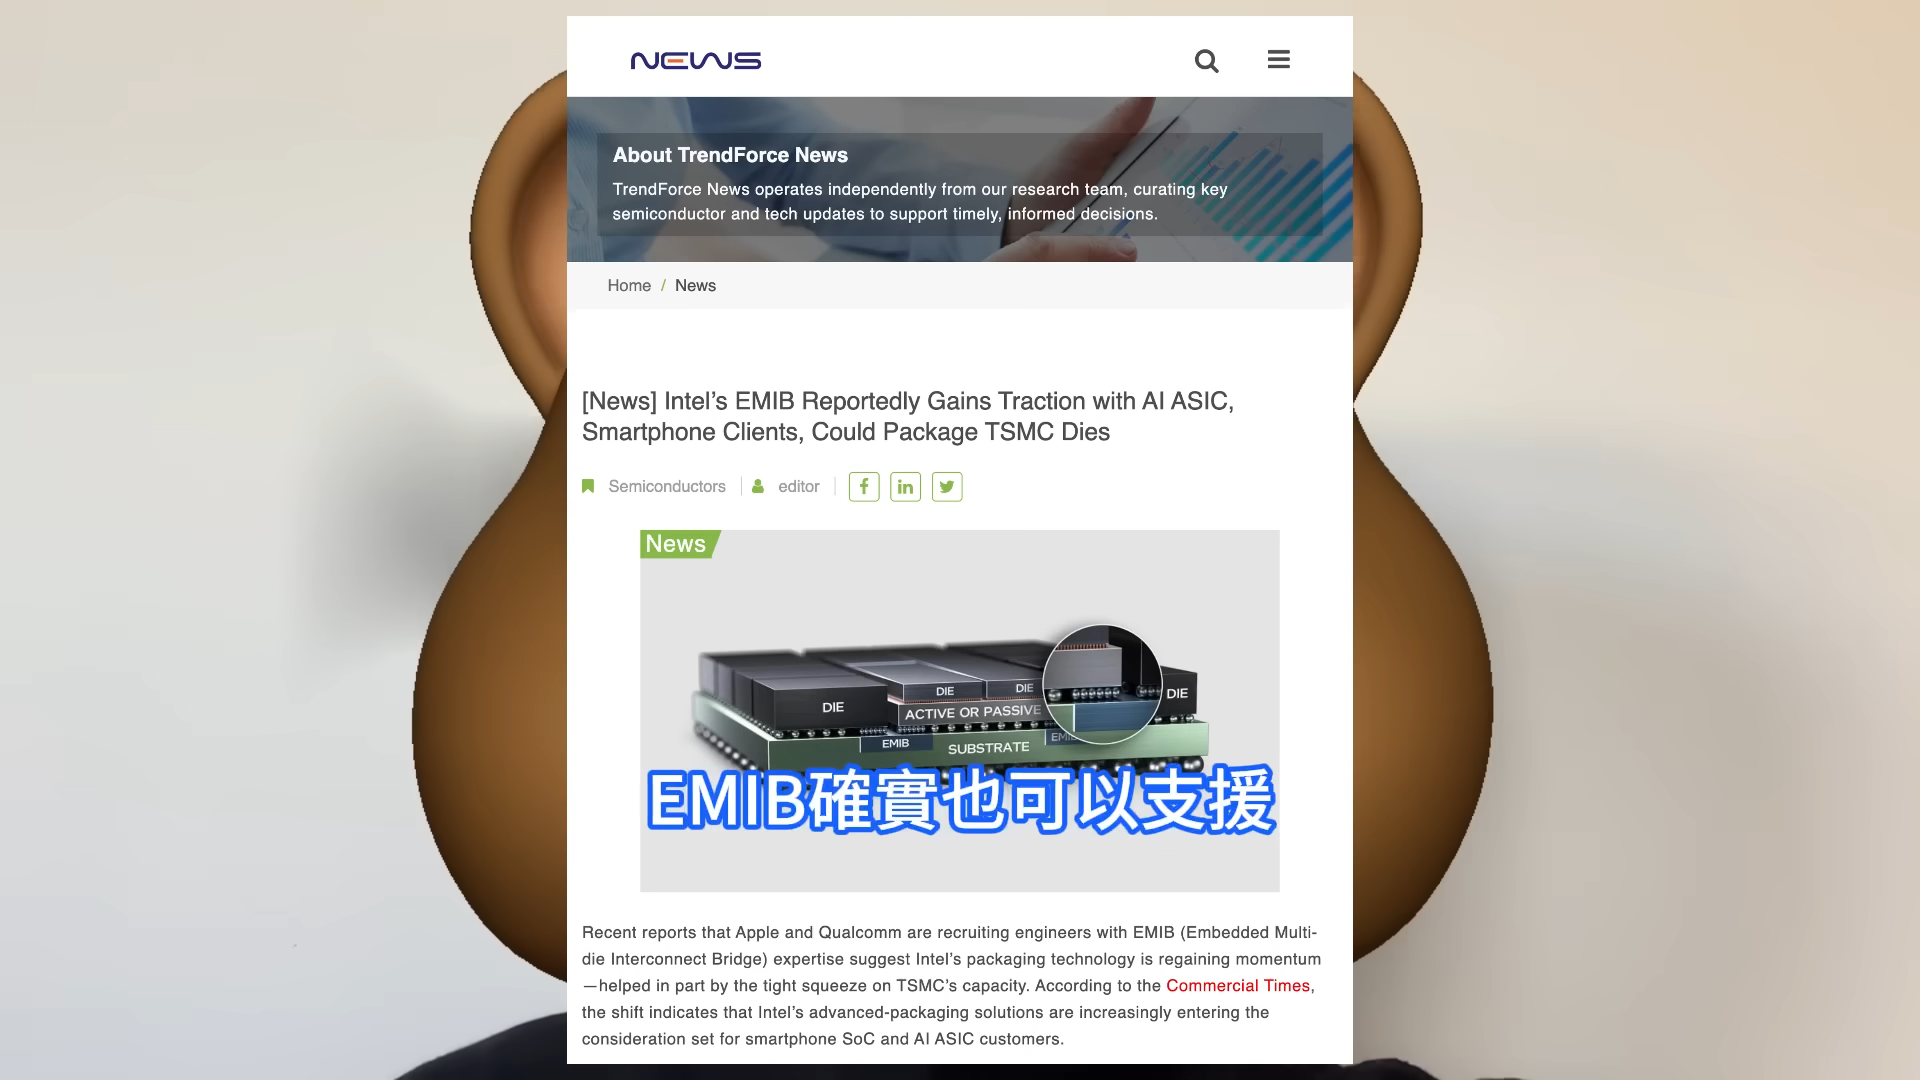 NEWS
About TrendForce News
TrendForce News operates independently from our research team, curating key
semiconductor and tech updates to support timely, informed decisions.
Home / News
[News] Intel’s EMIB Reportedly Gains Traction with AI ASIC,
Smartphone Clients, Could Package TSMC Dies
Semiconductors editor
News
DIE
DIE
DIE
DIE
ACTIVE OR PASSIVE
EMIB
SUBSTRATE
EMIB確實也可以支援
Recent reports that Apple and Qualcomm are recruiting engineers with EMIB (Embedded Multi-
die Interconnect Bridge) expertise suggest Intel’s packaging technology is regaining momentum
—helped in part by the tight squeeze on TSMC’s capacity. According to the Commercial Times,
the shift indicates that Intel’s advanced-packaging solutions are increasingly entering the
consideration set for smartphone SoC and AI ASIC customers.